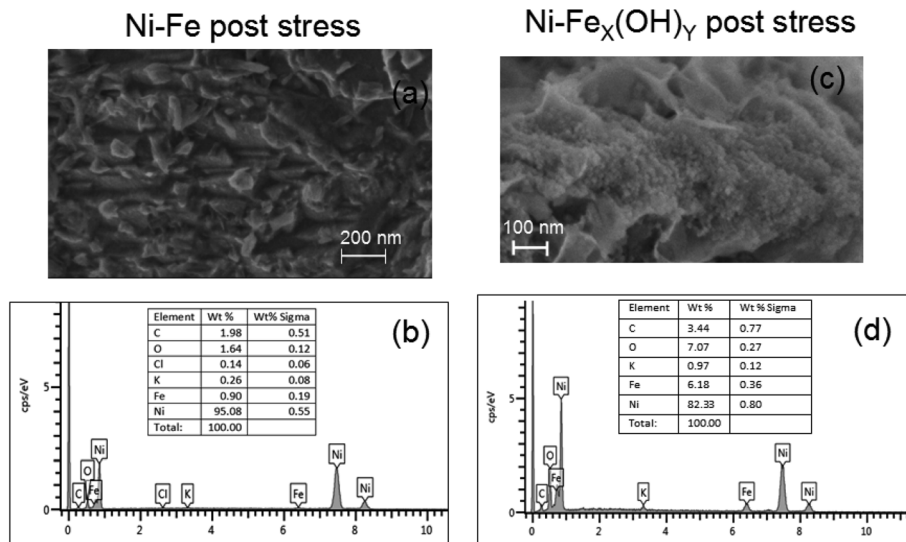 Ni-Fe post stress
(a)
200 nm
Ni-FeX(OH)Y post stress
(c)
100 nm
(b)
Element Wt % Wt% Sigma
C 1.98 0.51
O 1.64 0.12
Cl 0.14 0.06
K 0.26 0.08
Fe 0.90 0.19
Ni 95.08 0.55
Total: 100.00
cps/eV
5
0
C O Fe Ni Cl K Fe Ni Ni
0 2 4 6 8 10
(d)
Element Wt % Wt % Sigma
C 3.44 0.77
O 7.07 0.27
K 0.97 0.12
Fe 6.18 0.36
Ni 82.33 0.80
Total: 100.00
cps/eV
5
0
C O Fe Ni K Fe Ni Ni
0 2 4 6 8 10